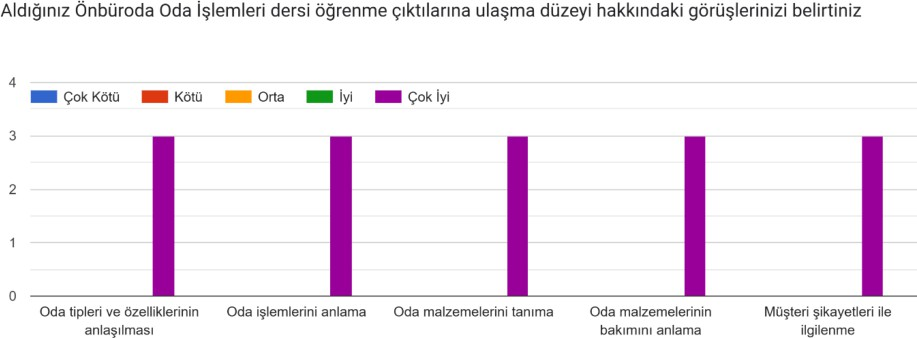 Aldığınız Önbüroda Oda İşlemleri dersi öğrenme çıktılarına ulaşma düzeyi hakkındaki görüşlerinizi belirtiniz
4
Çok Kötü Kötü Orta İyi Çok İyi
3
2
1
0
Oda tipleri ve özelliklerinin
anlaşılması
Oda işlemlerini anlama
Oda malzemelerini tanıma
Oda malzemelerinin
bakımını anlama
Müşteri şikayetleri ile
ilgilenme